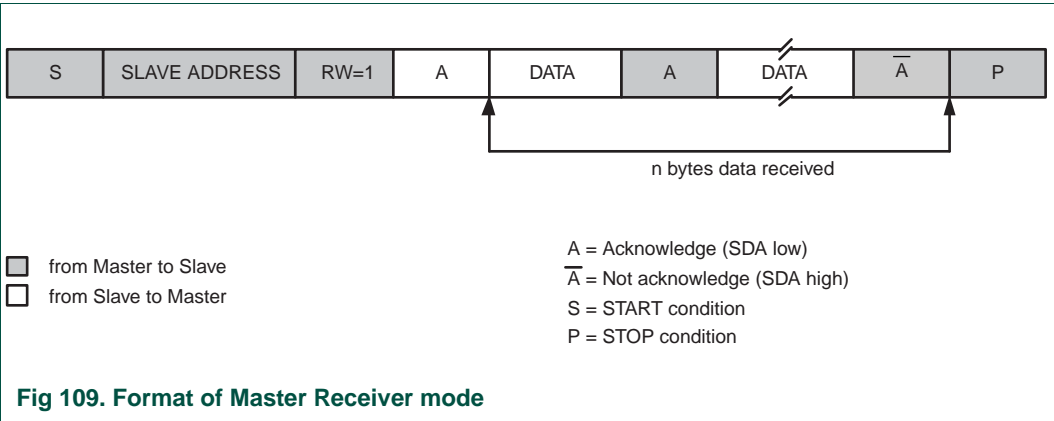 S SLAVE ADDRESS RW=1 A DATA A DATA A̅ P
n bytes data received
from Master to Slave
from Slave to Master
A = Acknowledge (SDA low)
A̅ = Not acknowledge (SDA high)
S = START condition
P = STOP condition
Fig 109. Format of Master Receiver mode